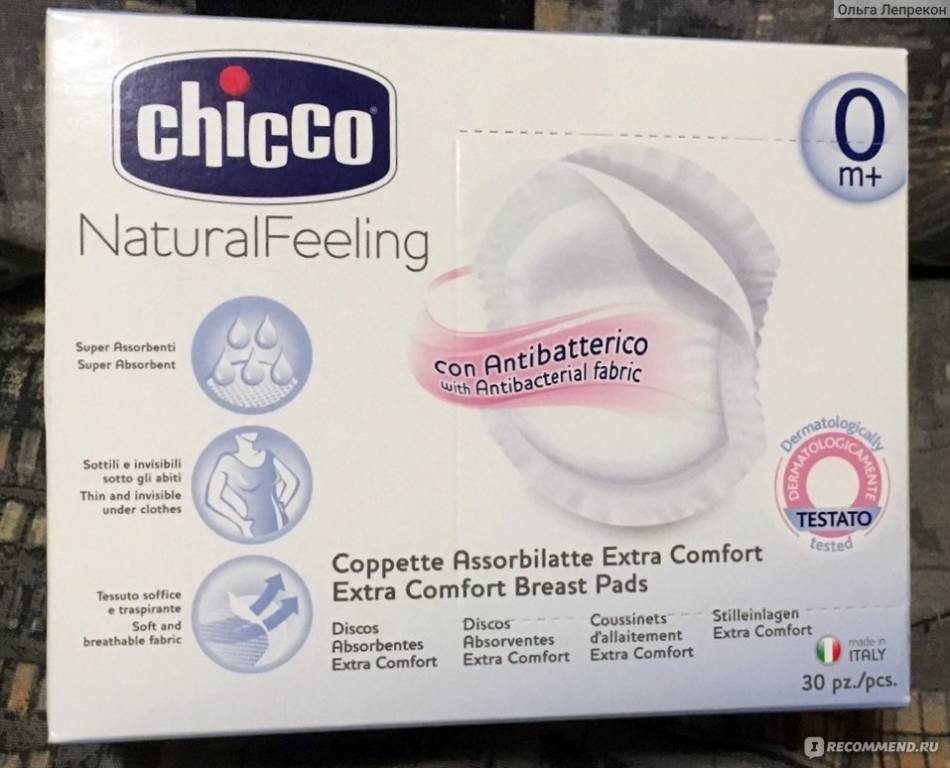 Ольга Лепрекон
chicco
0
m+
NaturalFeeling
Super Assorbenti
Super Absorbent
con Antibatterico
with Antibacterial fabric
Sottili e invisibili
sotto gli abiti
Thin and invisible
under clothes
Dermatologically
DERMATOLOGICAMENTE
TESTATO
tested
Coppette Assorbilatte Extra Comfort
Extra Comfort Breast Pads
Tessuto soffice
e traspirante
Soft and
breathable fabric
Discos
Absorbentes
Extra Comfort
Discos
Absorventes
Extra Comfort
Coussinets
d'allaitement
Extra Comfort
Stilleinlagen
Extra Comfort
made in
ITALY
30 pz./pcs.
I RECOMMEND.RU